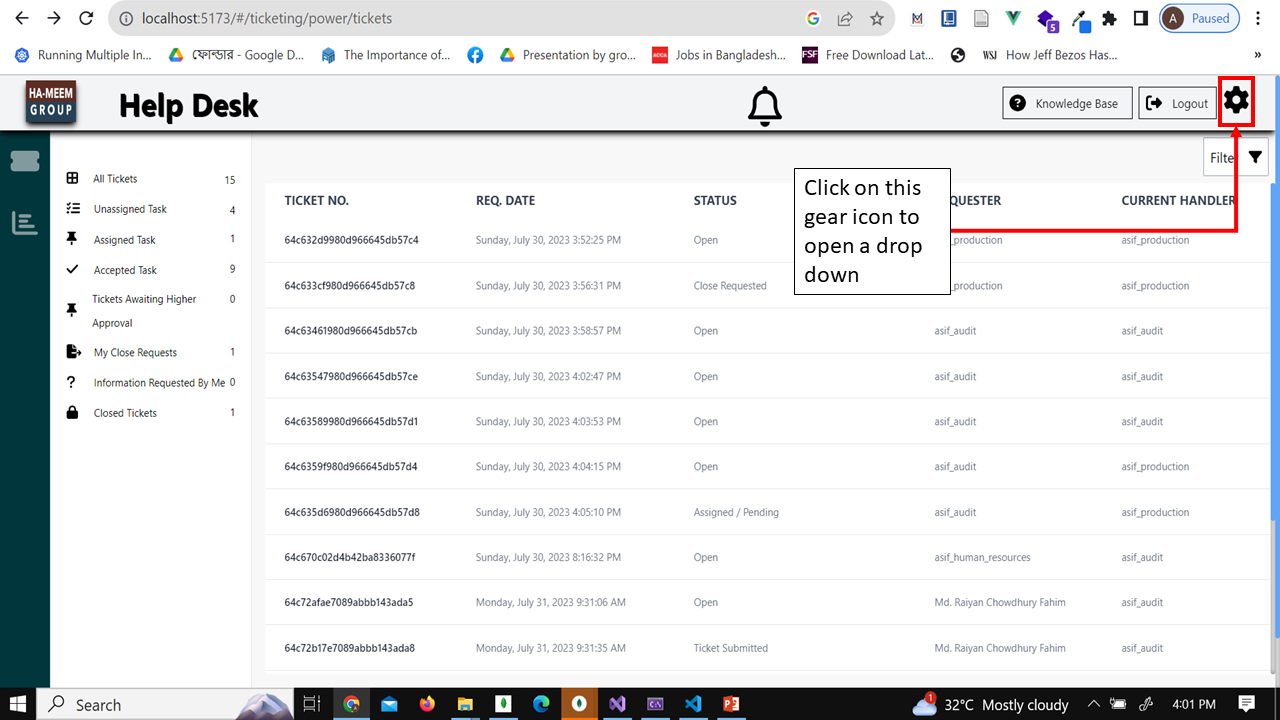 localhost:5173/#/ticketing/power/tickets
5
A Paused
Running Multiple In...
ফোল্ডার - Google D...
The Importance of...
Presentation by gro...
ACCA Jobs in Bangladesh...
FSF Free Download Lat...
WSJ How Jeff Bezos Has...
»
HA-MEEM
GROUP
Help Desk
Knowledge Base
Logout
All Tickets 15
Unassigned Task 4
Assigned Task 1
Accepted Task 9
Tickets Awaiting Higher 0
Approval
My Close Requests 1
Information Requested By Me 0
Closed Tickets 1
Click on this
gear icon to
open a drop
down
TICKET NO. REQ. DATE STATUS QUESTER CURRENT HANDLER
64c632d9980d966645db57c4 Sunday, July 30, 2023 3:52:25 PM Open _production asif_production
64c633cf980d966645db57c8 Sunday, July 30, 2023 3:56:31 PM Close Requested _production asif_production
64c63461980d966645db57cb Sunday, July 30, 2023 3:58:57 PM Open asif_audit asif_audit
64c63547980d966645db57ce Sunday, July 30, 2023 4:02:47 PM Open asif_audit asif_audit
64c63589980d966645db57d1 Sunday, July 30, 2023 4:03:53 PM Open asif_audit asif_audit
64c6359f980d966645db57d4 Sunday, July 30, 2023 4:04:15 PM Open asif_audit asif_production
64c635d6980d966645db57d8 Sunday, July 30, 2023 4:05:10 PM Assigned / Pending asif_audit asif_production
64c670c02d4b42ba8336077f Sunday, July 30, 2023 8:16:32 PM Open asif_human_resources asif_audit
64c72afae7089abbb143ada5 Monday, July 31, 2023 9:31:06 AM Open Md. Raiyan Chowdhury Fahim asif_audit
64c72b17e7089abbb143ada8 Monday, July 31, 2023 9:31:35 AM Ticket Submitted Md. Raiyan Chowdhury Fahim asif_audit
Search
1
32°C Mostly cloudy
4:01 PM